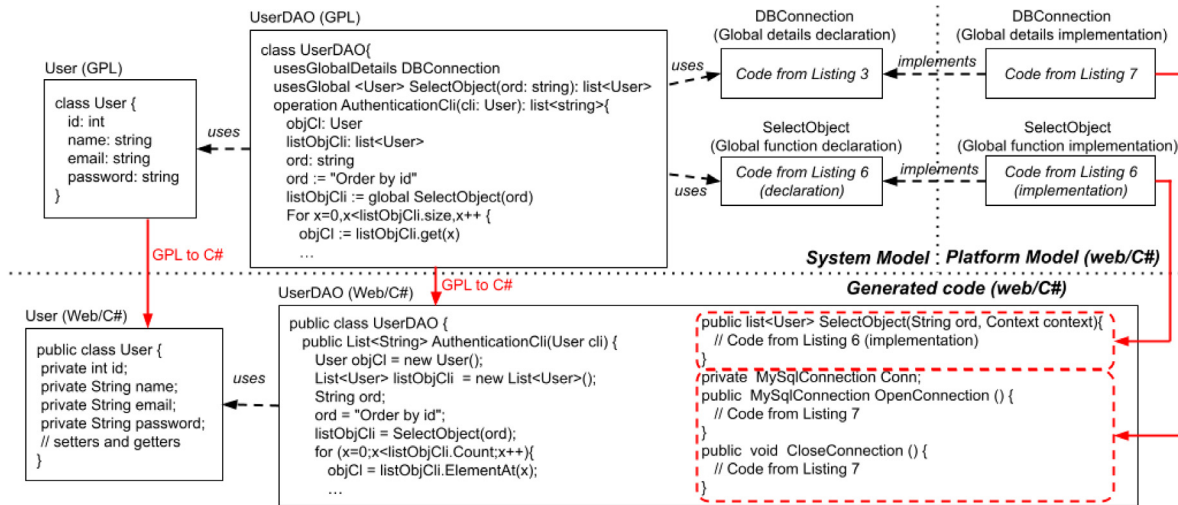 UserDAO (GPL)
class UserDAO{
usesGlobalDetails DBConnection
usesGlobal <User> SelectObject(ord: string): list<User>
operation AuthenticationCli(cli: User): list<string>{
objCl: User
listObjCli: list<User>
ord: string
ord := "Order by id"
listObjCli := global SelectObject(ord)
For x=0,x<listObjCli.size,x++ {
objCl := listObjCli.get(x)
...
User (GPL)
class User {
id: int
name: string
email: string
password: string
}
uses
uses
uses
DBConnection
(Global details declaration)
Code from Listing 3
implements
DBConnection
(Global details implementation)
Code from Listing 7
SelectObject
(Global function declaration)
Code from Listing 6
(declaration)
implements
SelectObject
(Global function implementation)
Code from Listing 6
(implementation)
System Model
Platform Model (web/C#)
GPL to C#
GPL to C#
Generated code (web/C#)
User (Web/C#)
public class User {
private int id;
private String name;
private String email;
private String password;
// setters and getters
}
uses
UserDAO (Web/C#)
public class UserDAO {
public List<String> AuthenticationCli(User cli) {
User objCl = new User();
List<User> listObjCli = new List<User>();
String ord;
ord = "Order by id";
listObjCli = SelectObject(ord);
for (x=0;x<listObjCli.Count;x++){
objCl = listObjCli.ElementAt(x);
...
public list<User> SelectObject(String ord, Context context){
// Code from Listing 6 (implementation)
}
private MySqlConnection Conn;
public MySqlConnection OpenConnection () {
// Code from Listing 7
}
public void CloseConnection () {
// Code from Listing 7
}